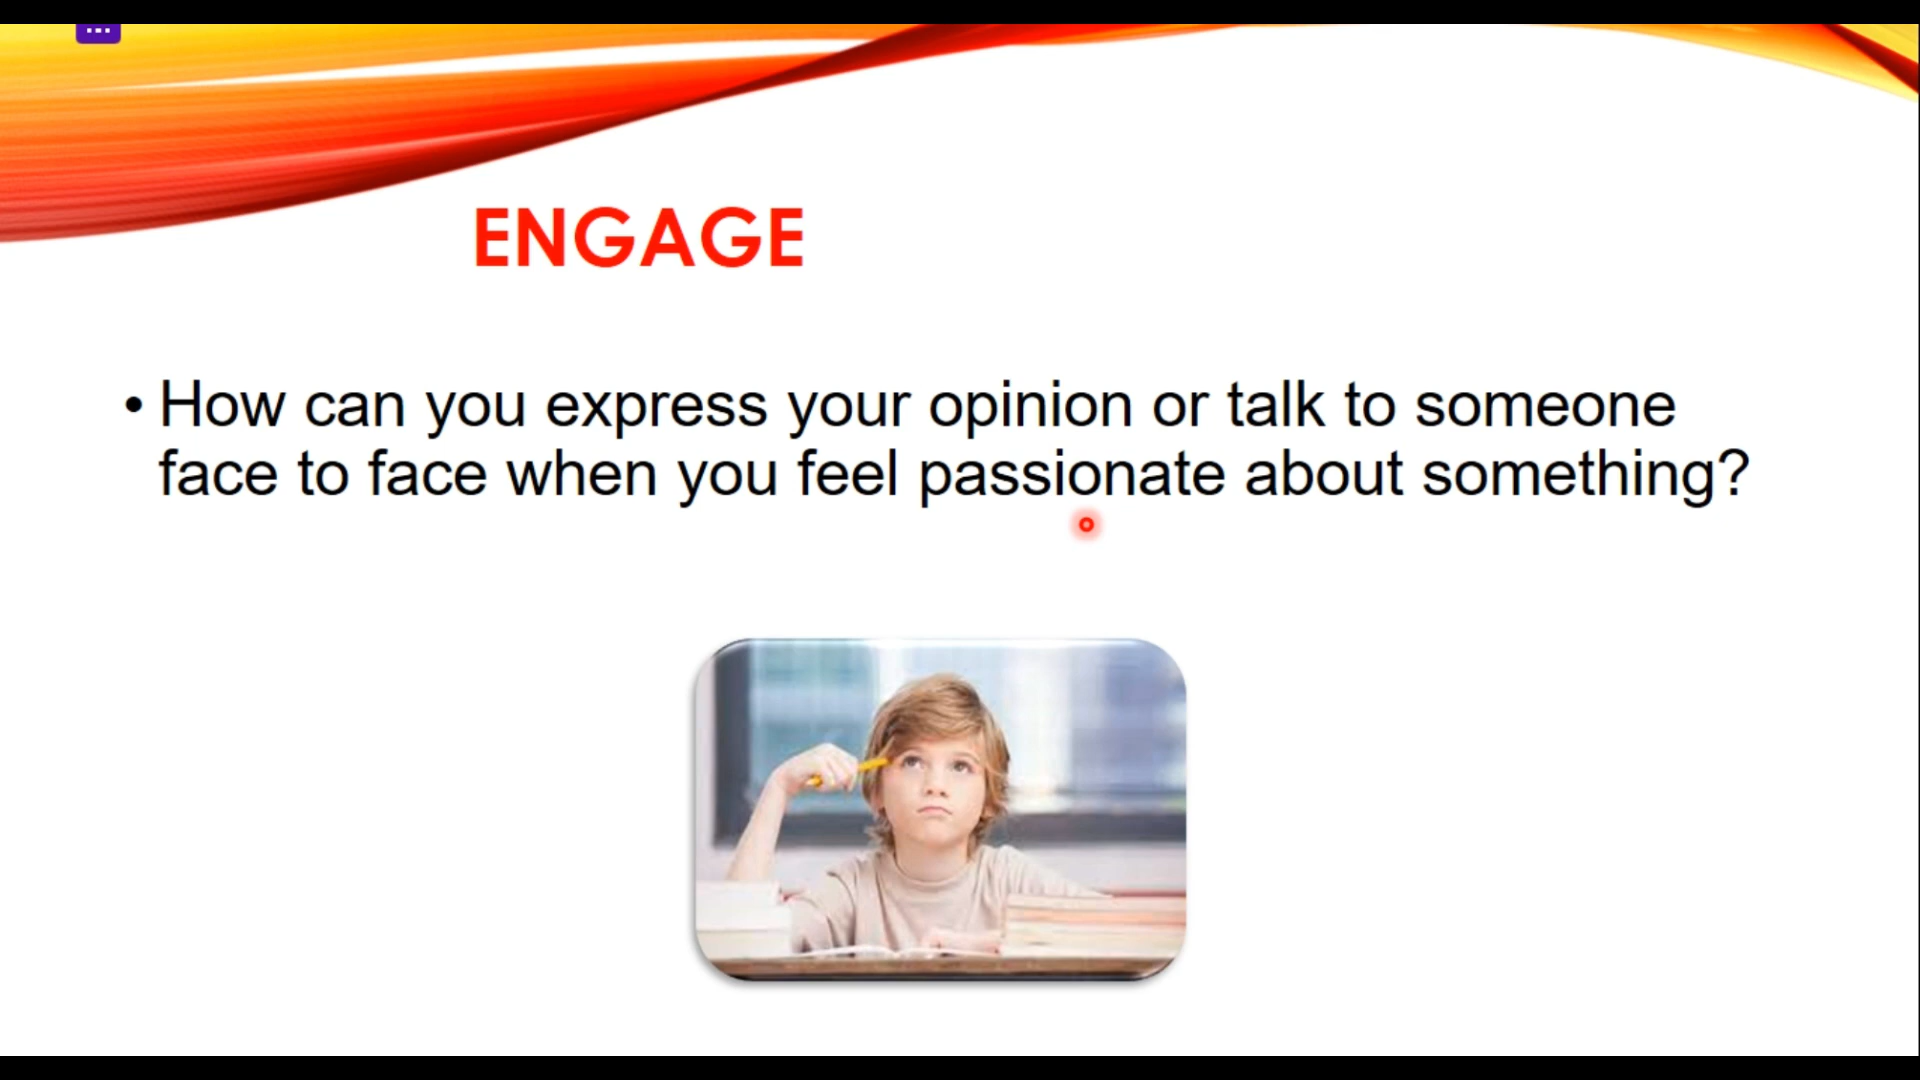 ENGAGE
• How can you express your opinion or talk to someone
face to face when you feel passionate about something?